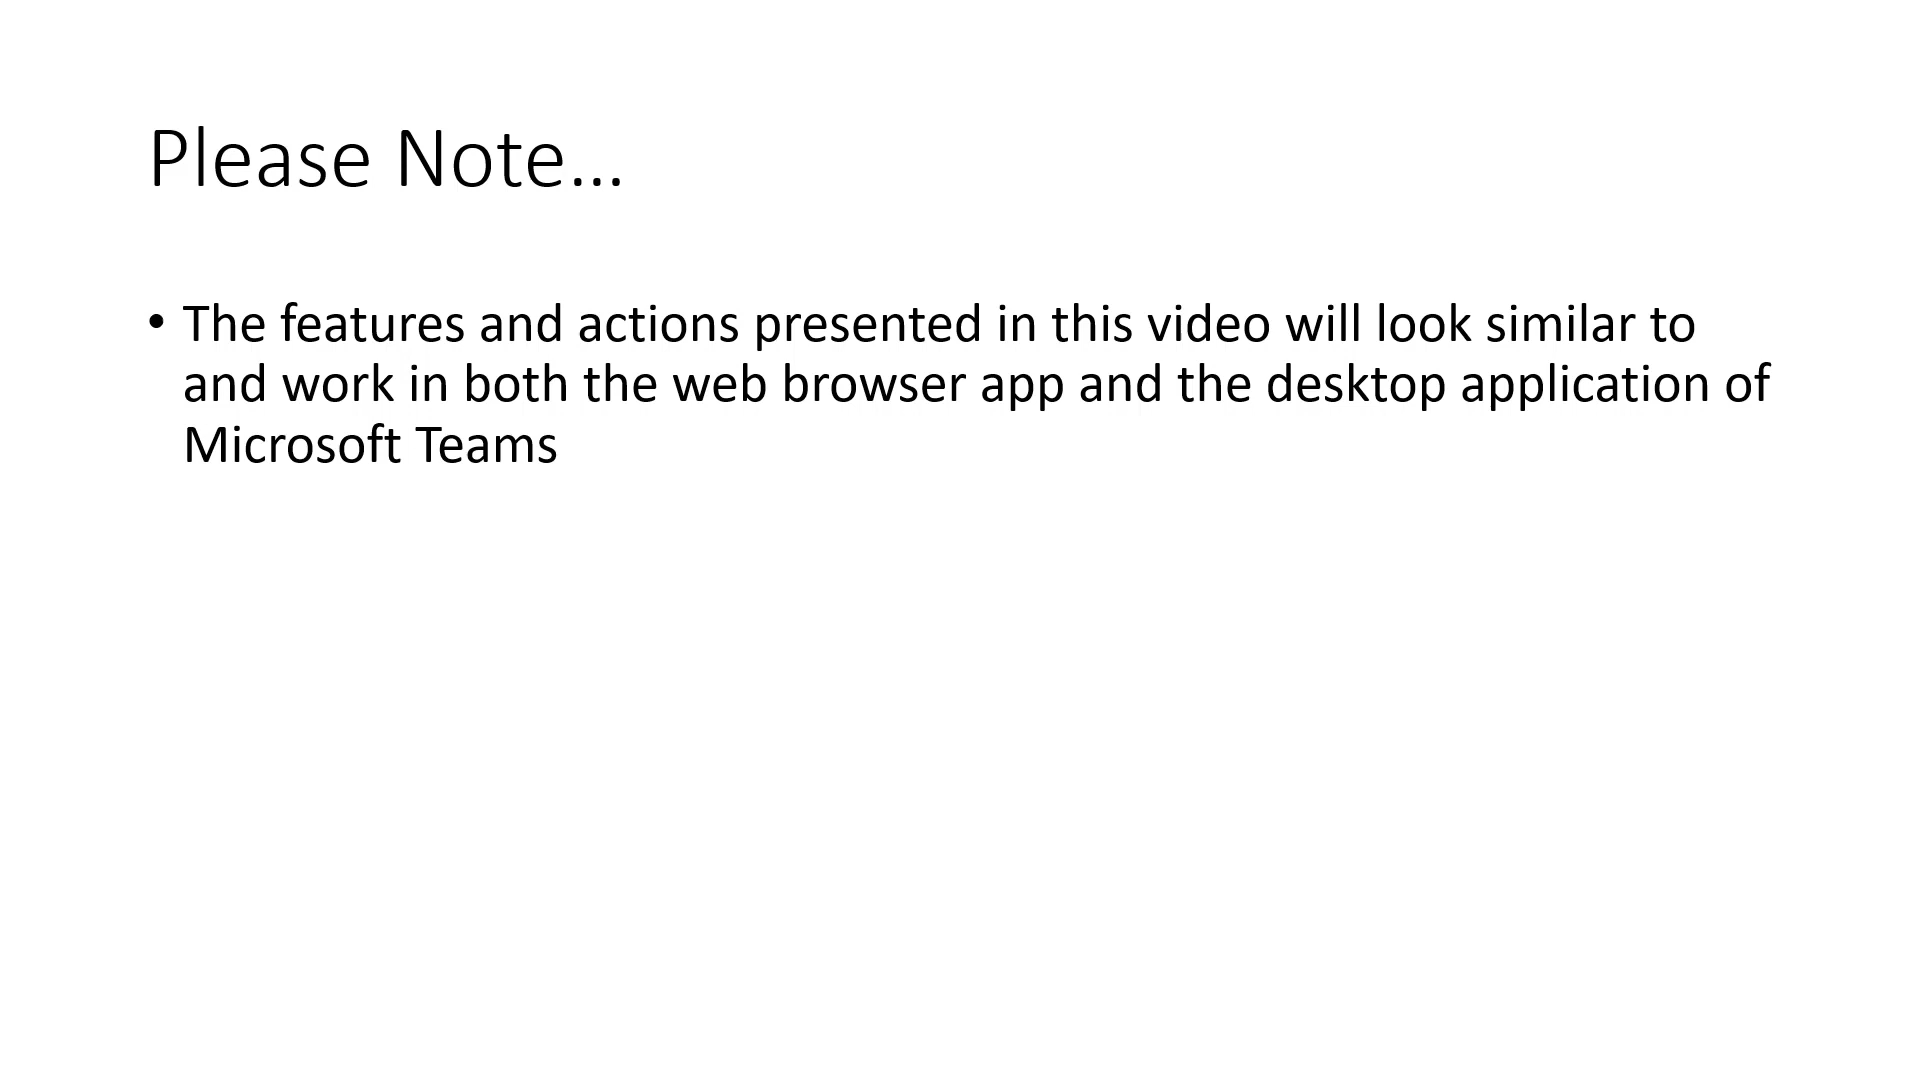 Please Note…
• The features and actions presented in this video will look similar to
and work in both the web browser app and the desktop application of
Microsoft Teams